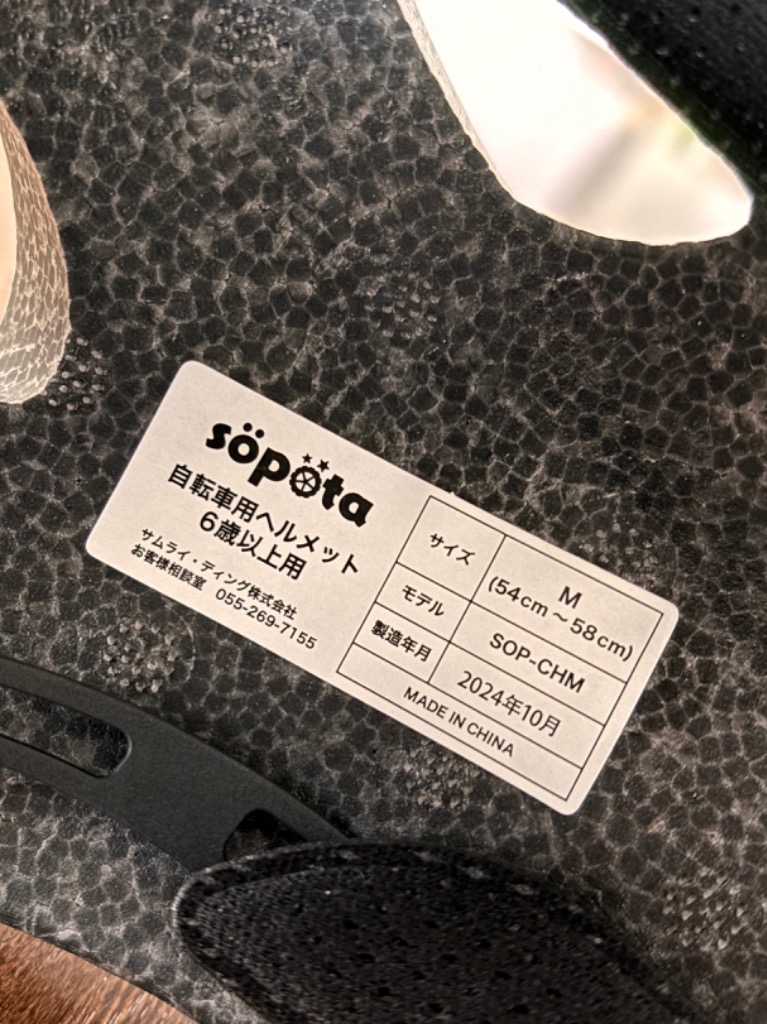 söpöta
自転車用ヘルメット
6歳以上用
サムライ・ディング株式会社
お客様相談室 055-269-7155
サイズ M
(54cm～58cm)
モデル SOP-CHM
製造年月 2024年10月
MADE IN CHINA